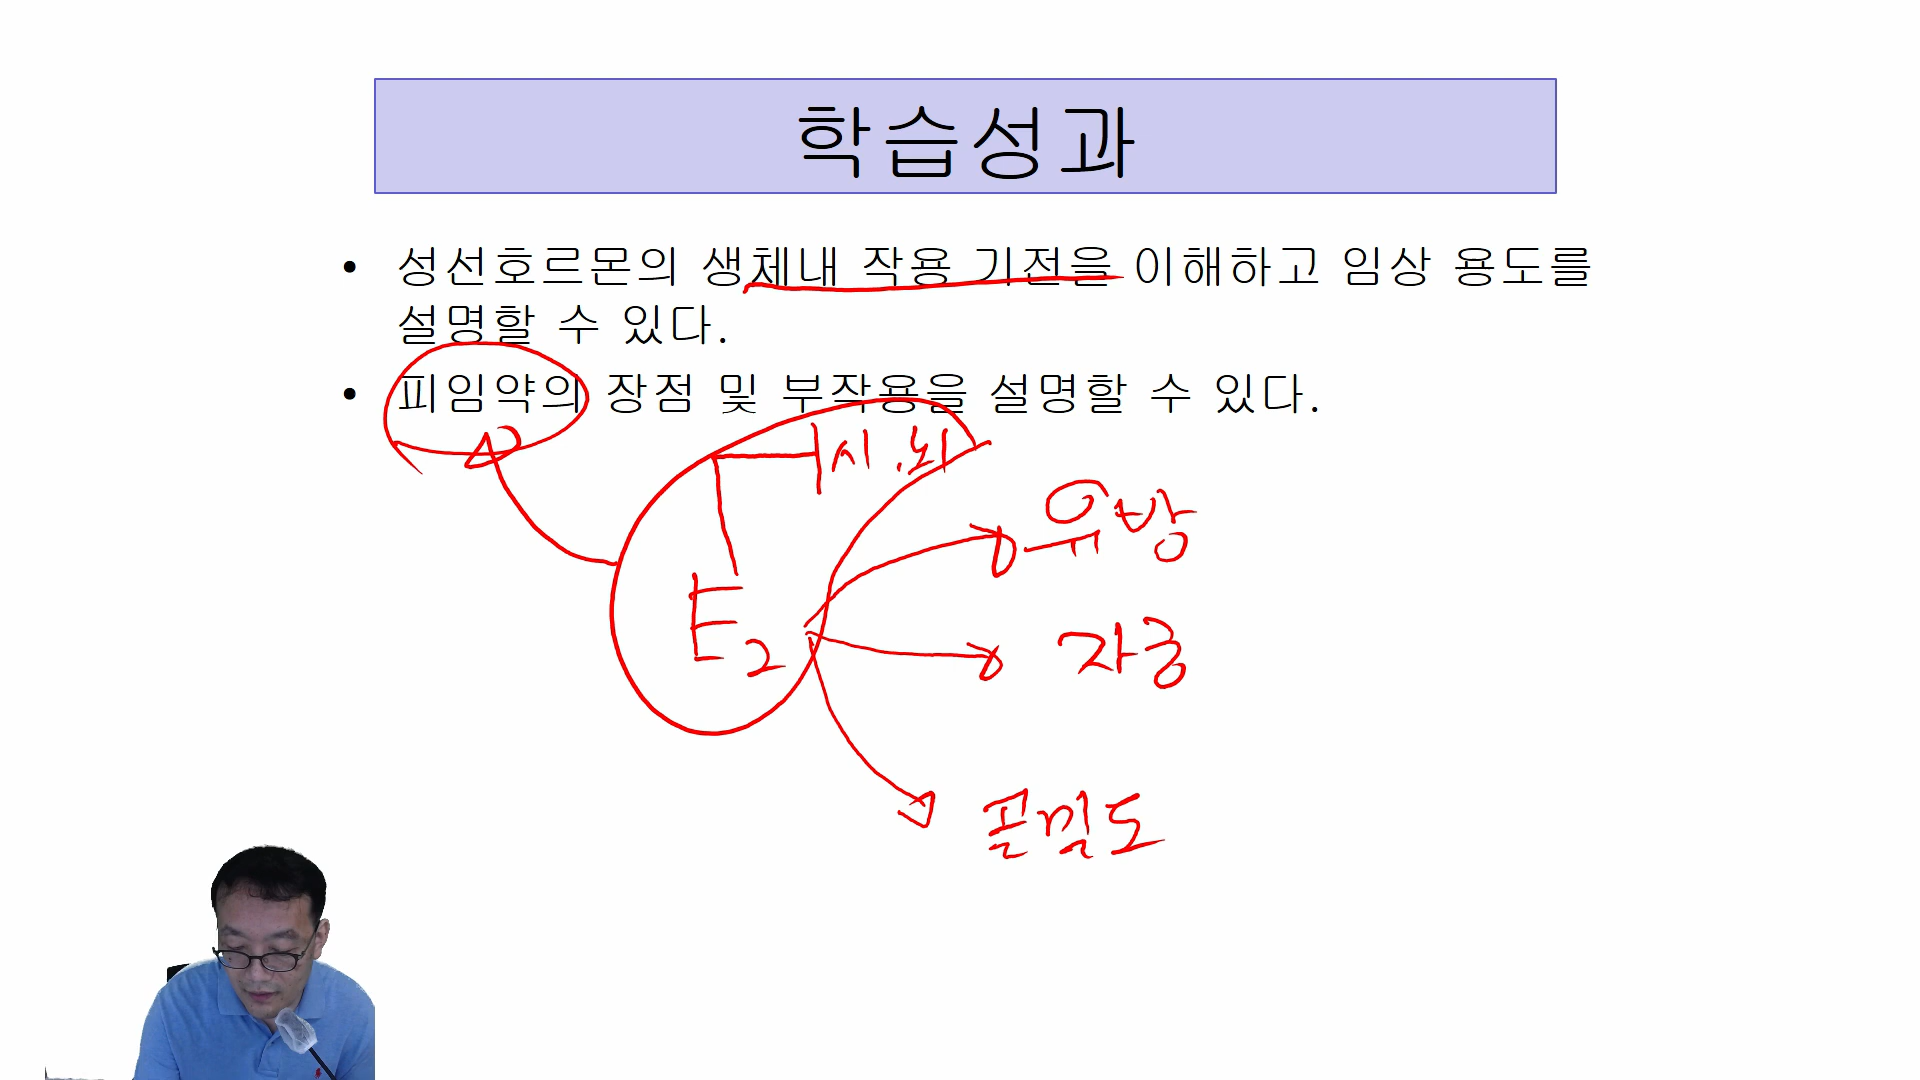 학습성과
• 성선호르몬의 생체내 작용 기전을 이해하고 임상 용도를
설명할 수 있다.
• 피임약의 장점 및 부작용을 설명할 수 있다.
시.뇌
유방
E2
자궁
골밀도